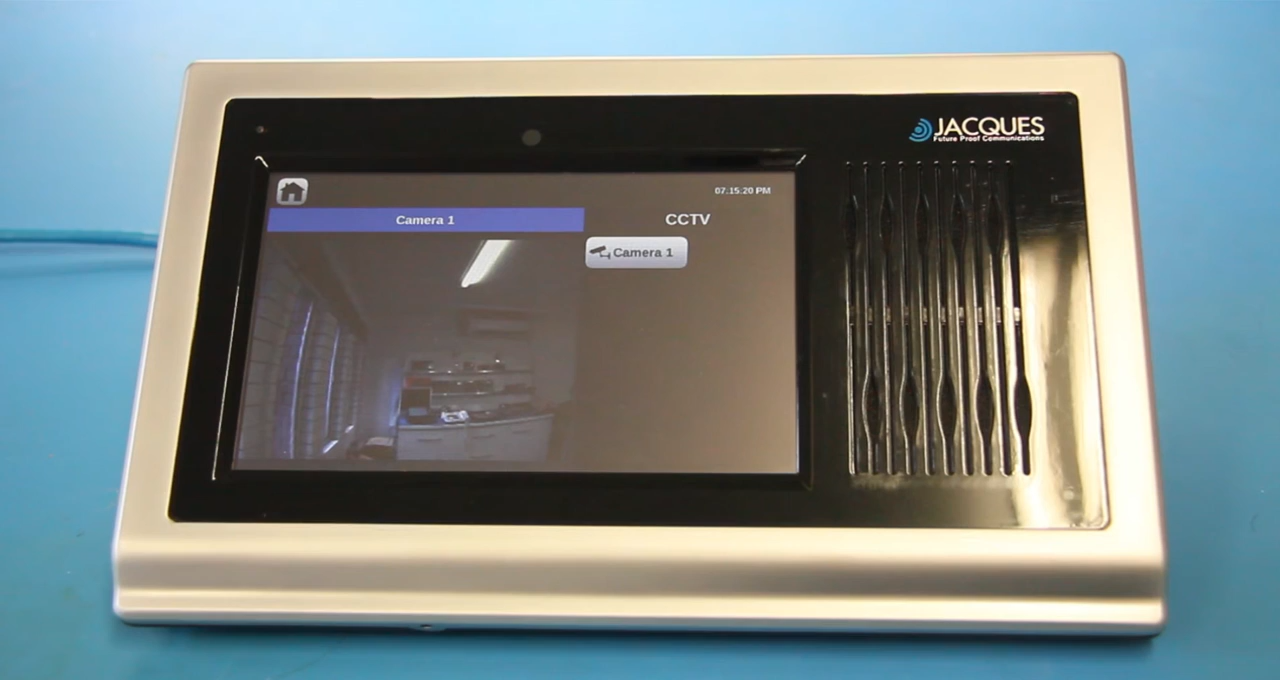 JACQUES
Future Proof Communications
07:15:20 PM
Camera 1
CCTV
Camera 1